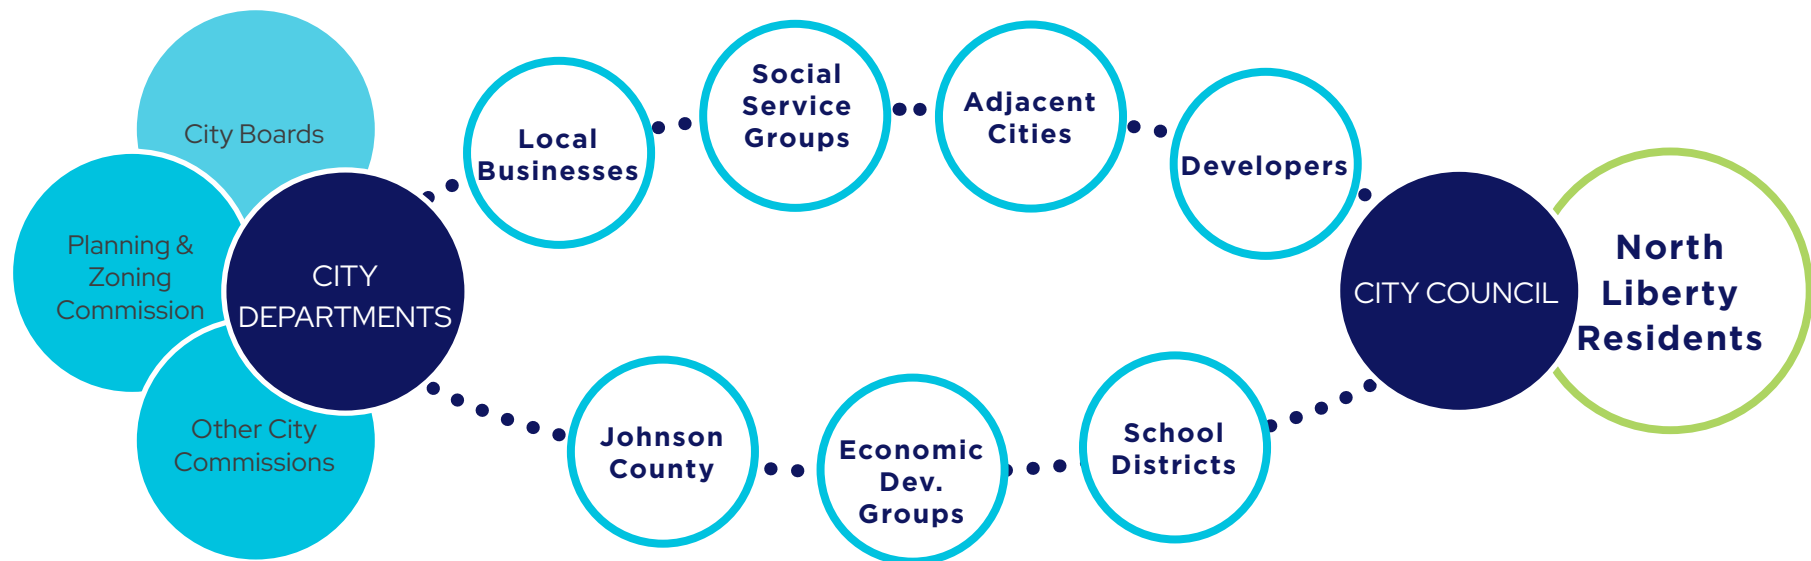 City Boards
Planning &
Zoning
Commission
Other City
Commissions
CITY
DEPARTMENTS
Local
Businesses
Social
Service
Groups
Adjacent
Cities
Developers
Johnson
County
Economic
Dev.
Groups
School
Districts
CITY COUNCIL
North
Liberty
Residents